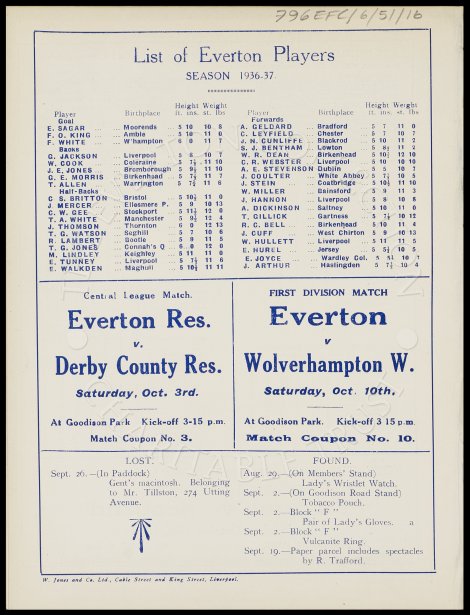 796EFC/6/51/1b
List of Everton Players
SEASON 1936-37.
Player Birthplace Height ft. ins. Weight st. lbs
Goal
E. SAGAR Moorends 5 10 10 8
F. O. KING Amble 5 10 11 0
F. WHITE W'hampton 6 0 11 7
Backs
G. JACKSON Liverpool 5 8 10 7
W. COOK Coleraine 5 7½ 11 10
J. E. JONES Bromborough 5 9½ 11 10
G. E. MORRIS Birkenhead 5 7½ 11
T. ALLEN Warrington 5 7½ 11 6
Half-Backs
C. S. BRITTON Bristol 5 10½ 11 0
J. MERCER Ellesmere P. 5 9 10 13
C. W. GEE Stockport 5 11½ 12 0
T. A. WHITE Manchester 5 9½ 12 4
J. THOMSON Thornton 6 0 12 13
T. G. WATSON Seghill 5 7 10 6
R. LAMBERT Bootle 5 9 11 5
T. G. JONES Connah's Q 6 0 12 0
M. LINDLEY Keighley 5 11 11 0
E. TUNNEY Liverpool 5 7½ 11 6
E. WALKDEN Maghull 5 10½ 11 11
Player Birthplace Height ft. ins. Weight st. lbs
Forwards
A. GELDARD Bradford 5 7 11 0
C. LEYFIELD Chester 5 7 10 7
J. N. CUNLIFFE Blackrod 5 10 11 2
S. J. BENTHAM Lowton 5 8½ 11 2
W. R. DEAN Birkenhead 5 10½ 12 10
C. R. WEBSTER Liverpool 5 10 10 10
A. E. STEVENSON Dublin 5 5 10 7
J. COULTER White Abbey 5 7½ 10 5
J. STEIN Coatbridge 5 10½ 11 10
W. MILLER Bainsford 5 9 11 3
J. HANNON Liverpool 5 8 10 6
A. DICKINSON Saltney 5 10 11 0
T. GILLICK Gartness 5 7½ 10 12
R. C. BELL Birkenhead 5 10 11 4
J. CUFF West Chirton 5 9 10 13
W. HULLETT Liverpool 5 11 11 5
E. HUREL Jersey 5 5½ 10 5
E. JOYCE Wardley Col. 5 5¼ 10 7
J. ARTHUR Haslingden 5 7½ 10 4
Central League Match.
Everton Res.
v.
Derby County Res.
Saturday, Oct. 3rd.
At Goodison Park Kick-off 3-15 p.m.
Match Coupon No. 3.
FIRST DIVISION MATCH
Everton
v
Wolverhampton W.
Saturday, Oct. 10th.
At Goodison Park. Kick-off 3-15 p.m.
Match Coupon No. 10.
LOST.
Sept. 26.—(In Paddock)
Gent's macintosh. Belonging
to Mr. Tillston, 274 Utting
Avenue.
FOUND.
Aug. 29.—(On Members' Stand)
Lady's Wristlet Watch.
Sept. 2.—(On Goodison Road Stand)
Tobacco Pouch.
Sept. 2.—Block "F"
Pair of Lady's Gloves. a
Sept. 2.—Block "F"
Vulcanite Ring.
Sept. 19.—Paper parcel includes spectacles
by R. Trafford.
W. Jones and Co. Ltd., Cable Street and King Street, Liverpool.